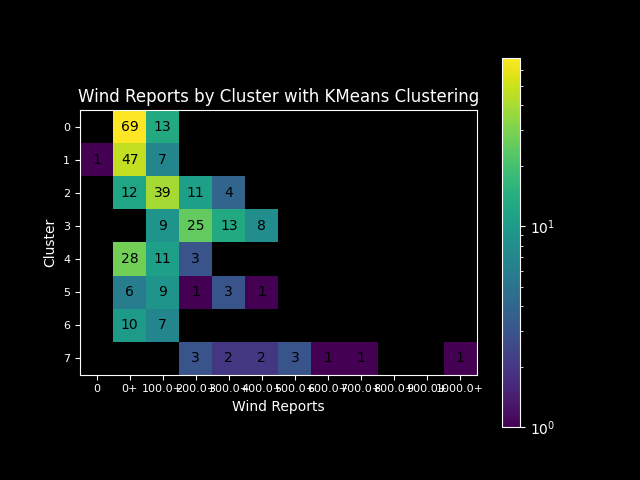 Wind Reports by Cluster with KMeans Clustering
0 69 13
1 1 47 7
2 12 39 11 4
3 9 25 13 8
4 28 11 3
5 6 9 1 3 1
6 10 7
7 3 2 2 3 1 1 1
0 0+ 100.0+ 200.0+ 300.0+ 400.0+ 500.0+ 600.0+ 700.0+ 800.0+ 900.0+ 1000.0+
Wind Reports
Cluster
10¹
10⁰